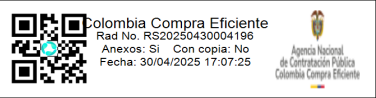 Colombia Compra Eficiente
Rad No. RS20250430004196
Anexos: Si Con copia: No
Fecha: 30/04/2025 17:07:25
Agencia Nacional
de Contratación Pública
Colombia Compra Eficiente